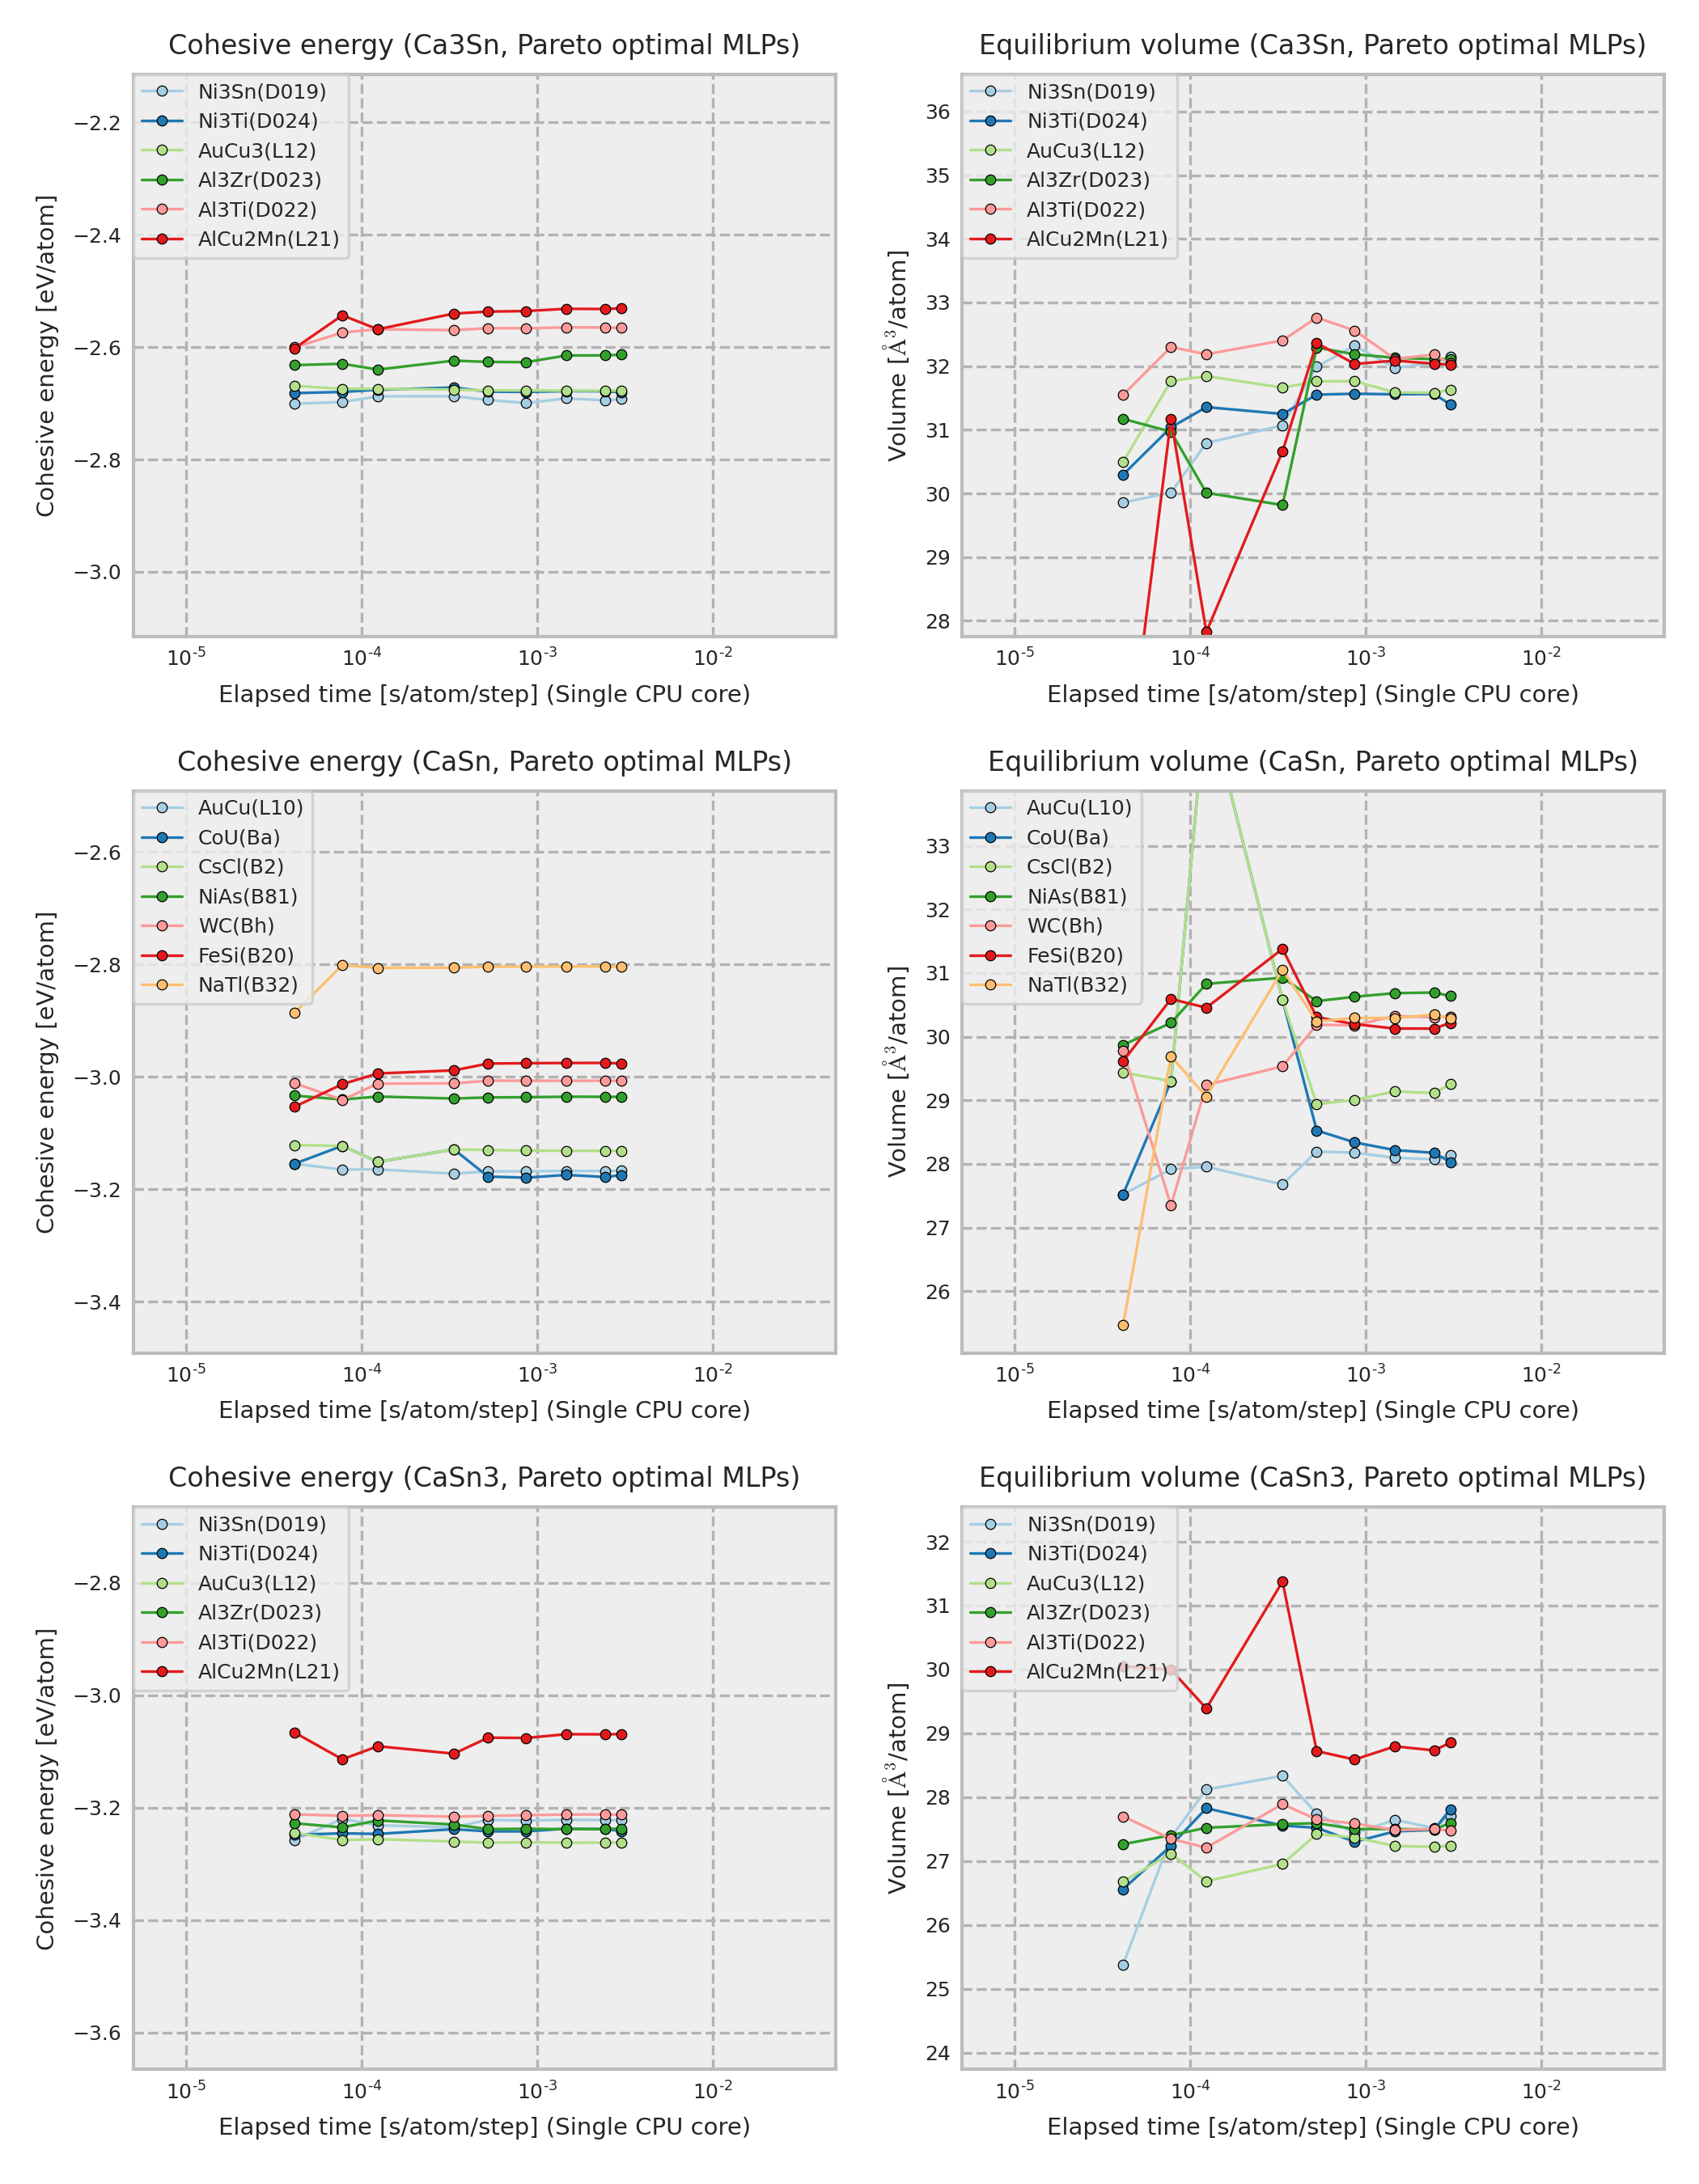 Cohesive energy (Ca3Sn, Pareto optimal MLPs)
Cohesive energy [eV/atom]
−2.2
−2.4
−2.6
−2.8
−3.0
Ni3Sn(D019)
Ni3Ti(D024)
AuCu3(L12)
Al3Zr(D023)
Al3Ti(D022)
AlCu2Mn(L21)
10-5
10-4
10-3
10-2
Elapsed time [s/atom/step] (Single CPU core)
Equilibrium volume (Ca3Sn, Pareto optimal MLPs)
Volume [Å3/atom]
36
35
34
33
32
31
30
29
28
Ni3Sn(D019)
Ni3Ti(D024)
AuCu3(L12)
Al3Zr(D023)
Al3Ti(D022)
AlCu2Mn(L21)
10-5
10-4
10-3
10-2
Elapsed time [s/atom/step] (Single CPU core)
Cohesive energy (CaSn, Pareto optimal MLPs)
Cohesive energy [eV/atom]
−2.6
−2.8
−3.0
−3.2
−3.4
AuCu(L10)
CoU(Ba)
CsCl(B2)
NiAs(B81)
WC(Bh)
FeSi(B20)
NaTl(B32)
10-5
10-4
10-3
10-2
Elapsed time [s/atom/step] (Single CPU core)
Equilibrium volume (CaSn, Pareto optimal MLPs)
Volume [Å3/atom]
33
32
31
30
29
28
27
26
AuCu(L10)
CoU(Ba)
CsCl(B2)
NiAs(B81)
WC(Bh)
FeSi(B20)
NaTl(B32)
10-5
10-4
10-3
10-2
Elapsed time [s/atom/step] (Single CPU core)
Cohesive energy (CaSn3, Pareto optimal MLPs)
Cohesive energy [eV/atom]
−2.8
−3.0
−3.2
−3.4
−3.6
Ni3Sn(D019)
Ni3Ti(D024)
AuCu3(L12)
Al3Zr(D023)
Al3Ti(D022)
AlCu2Mn(L21)
10-5
10-4
10-3
10-2
Elapsed time [s/atom/step] (Single CPU core)
Equilibrium volume (CaSn3, Pareto optimal MLPs)
Volume [Å3/atom]
32
31
30
29
28
27
26
25
24
Ni3Sn(D019)
Ni3Ti(D024)
AuCu3(L12)
Al3Zr(D023)
Al3Ti(D022)
AlCu2Mn(L21)
10-5
10-4
10-3
10-2
Elapsed time [s/atom/step] (Single CPU core)